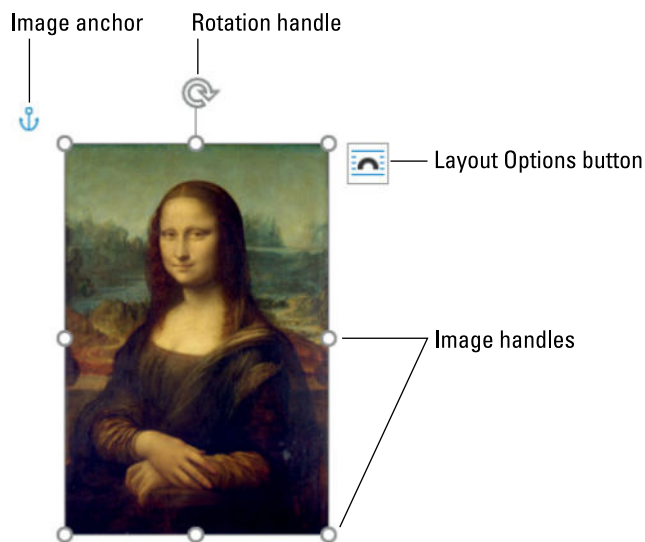 Image anchor
Rotation handle
Layout Options button
Image handles